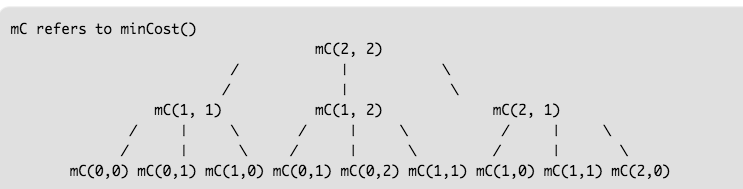 mC refers to minCost()
mC(2, 2)
/ | \
/ | \
mC(1, 1) mC(1, 2) mC(2, 1)
/ | \ / | \ / | \
/ | \ / | \ / | \
mC(0,0) mC(0,1) mC(1,0) mC(0,1) mC(0,2) mC(1,1) mC(1,0) mC(1,1) mC(2,0)